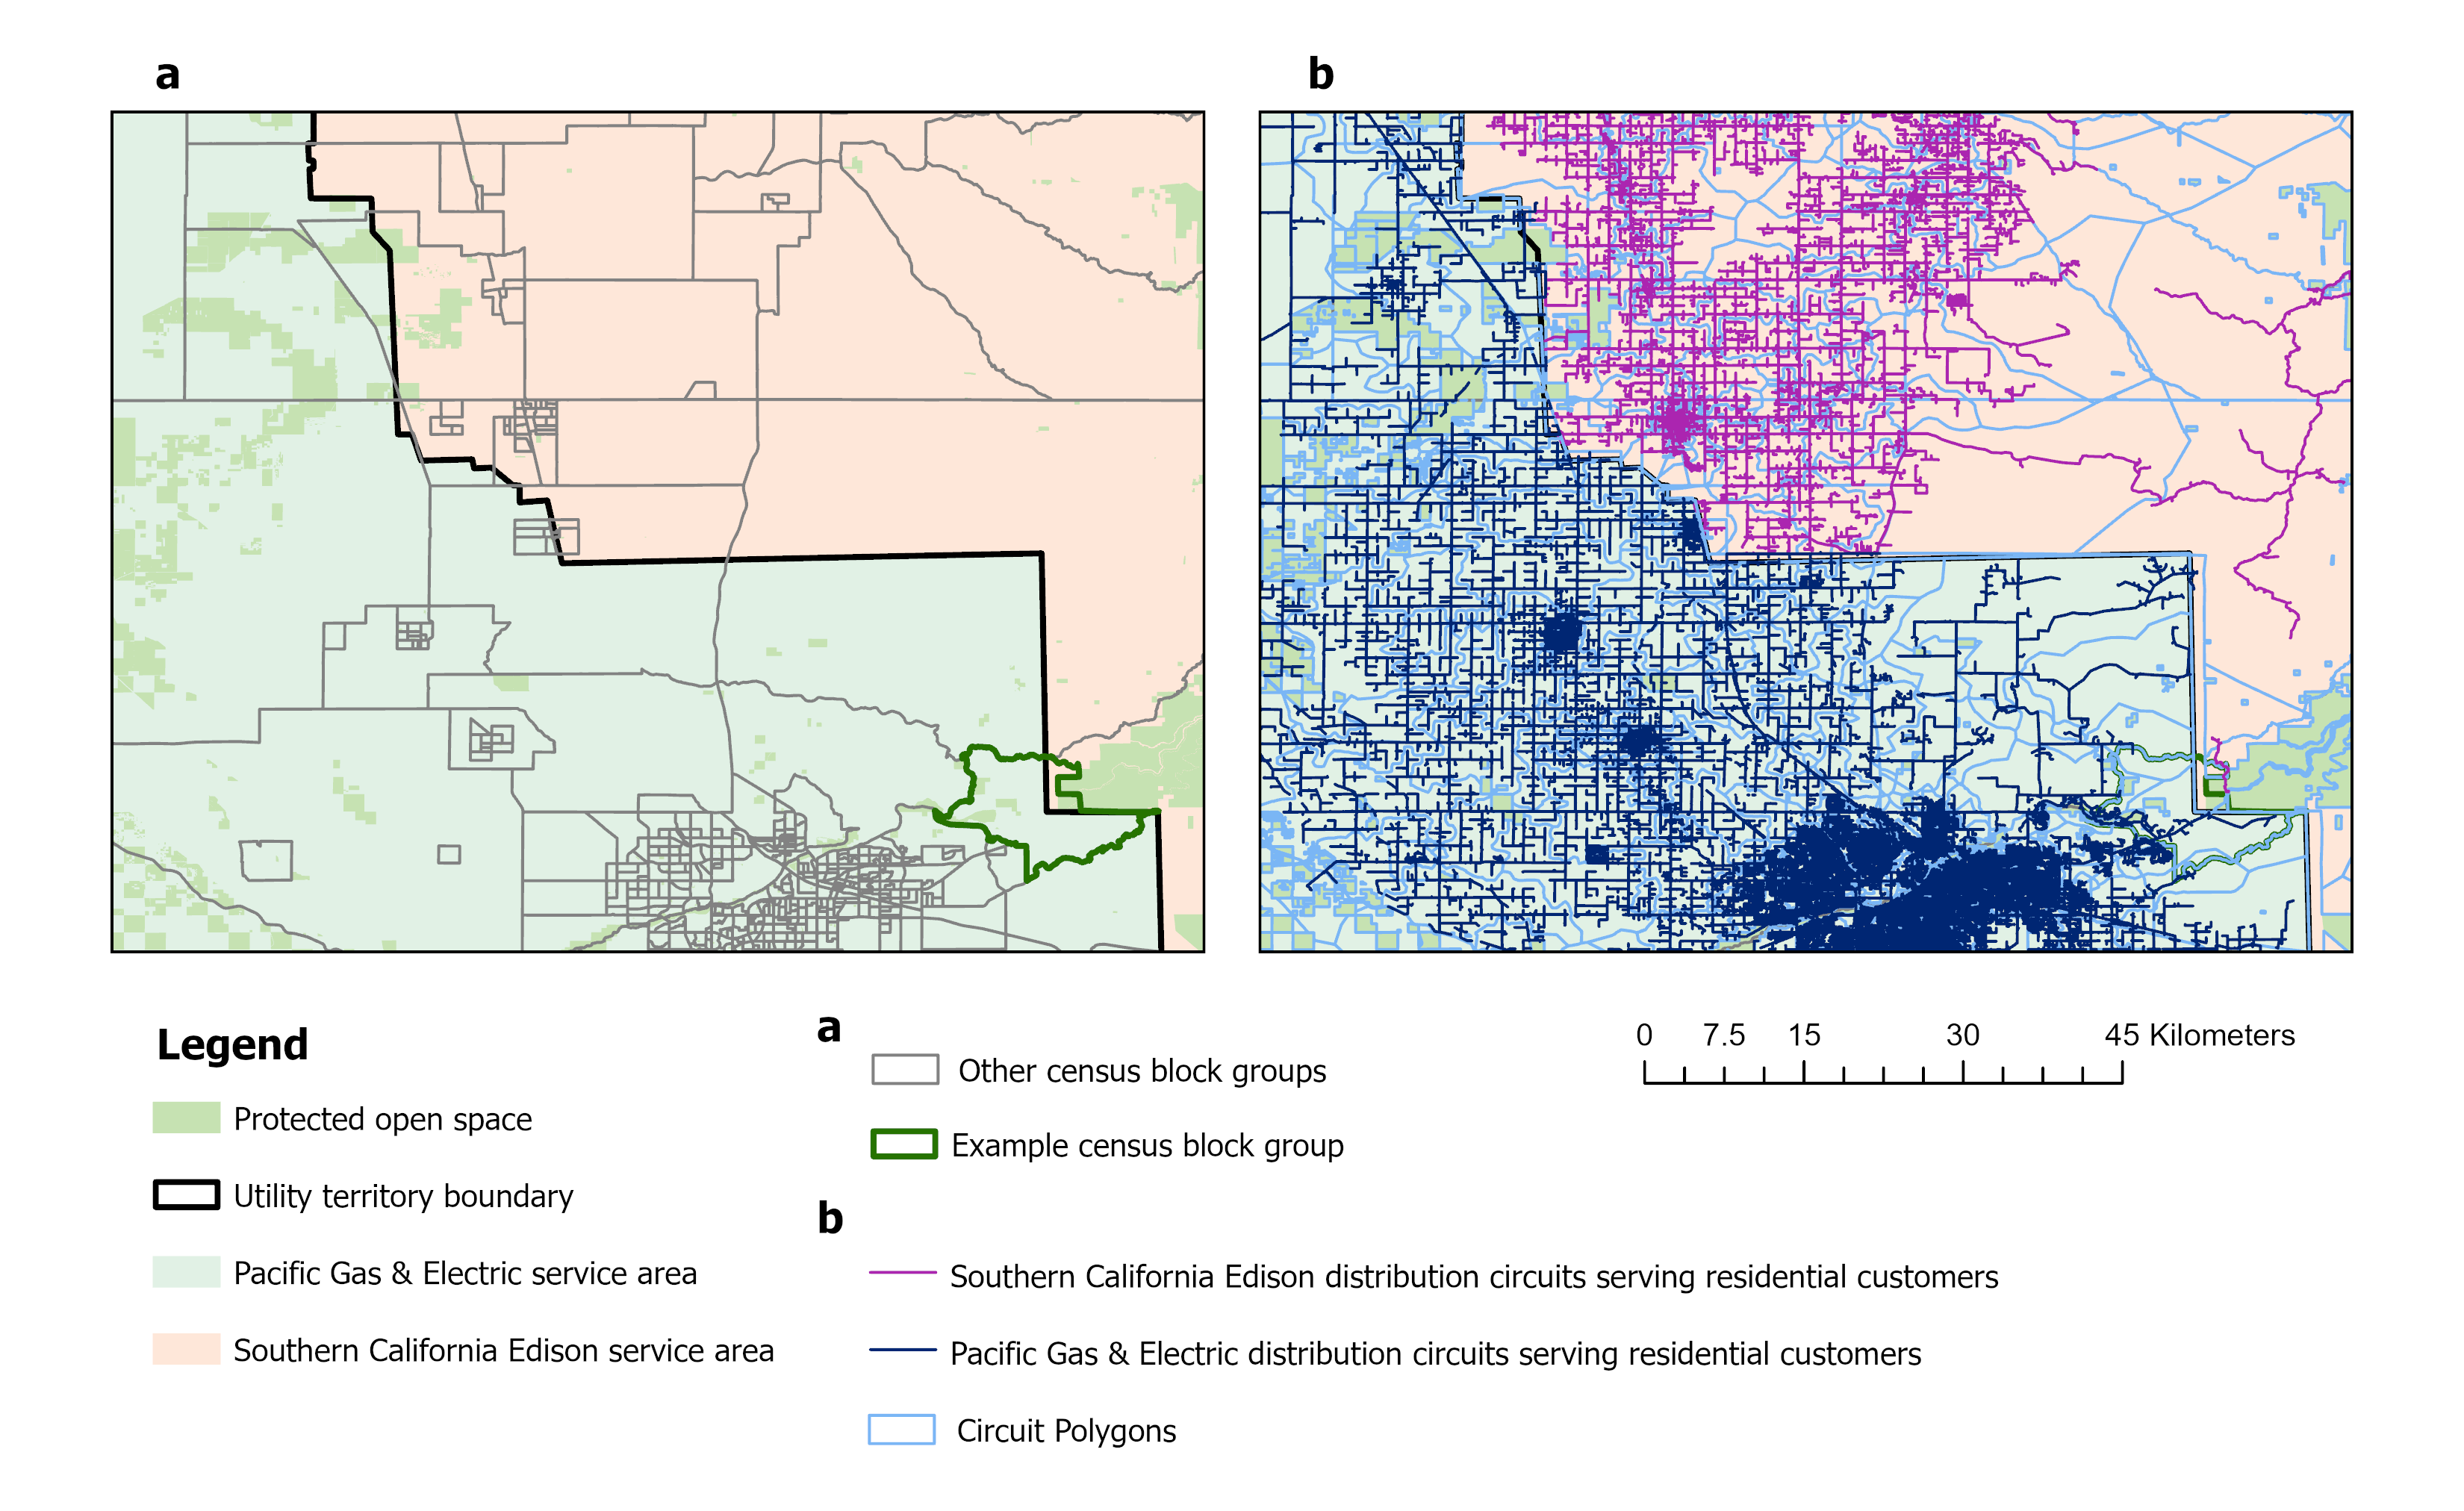 a
b
Legend
Protected open space
Utility territory boundary
Pacific Gas & Electric service area
Southern California Edison service area
a
Other census block groups
Example census block group
b
Southern California Edison distribution circuits serving residential customers
Pacific Gas & Electric distribution circuits serving residential customers
Circuit Polygons
0 7.5 15 30 45 Kilometers